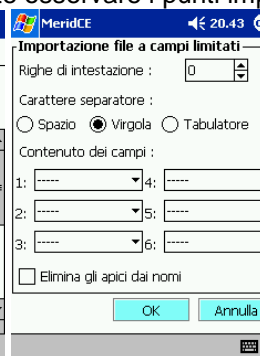 MeridCE 20.43
Importazione file a campi limitati
Righe di intestazione : 0
Carattere separatore :
Spazio Virgola Tabulatore
Contenuto dei campi :
1: ----- 4: -----
2: ----- 5: -----
3: ----- 6: -----
Elimina gli apici dai nomi
OK Annulla